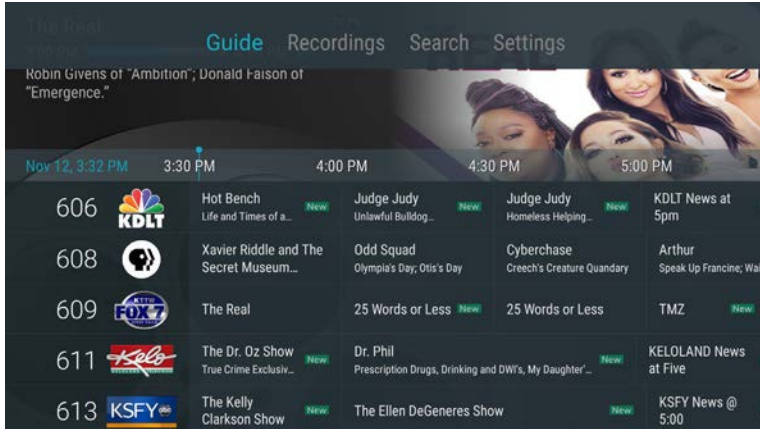 The Real
Guide Recordings Search Settings
Robin Givens of "Ambition"; Donald Faison of
"Emergence."
Nov 12, 3:32 PM 3:30 PM 4:00 PM 4:30 PM 5:00 PM
606 KDLT Hot Bench New Judge Judy New Judge Judy New KDLT News at
Life and Times of a... Unlawful Bulldog... Homeless Helping... 5pm
608 Xavier Riddle and The Odd Squad Cyberchase Arthur
Secret Museum... Olympia's Day; Otis's Day Creech's Creature Quandary Speak Up Francine; Wai
609 KTTW FOX 7 The Real 25 Words or Less New 25 Words or Less TMZ New
611 Kelo The Dr. Oz Show New Dr. Phil New KELOLAND News
True Crime Exclusiv... Prescription Drugs, Drinking and DWI's, My Daughter'... at Five
613 KSFY The Kelly New The Ellen DeGeneres Show New KSFY News @
Clarkson Show 5:00